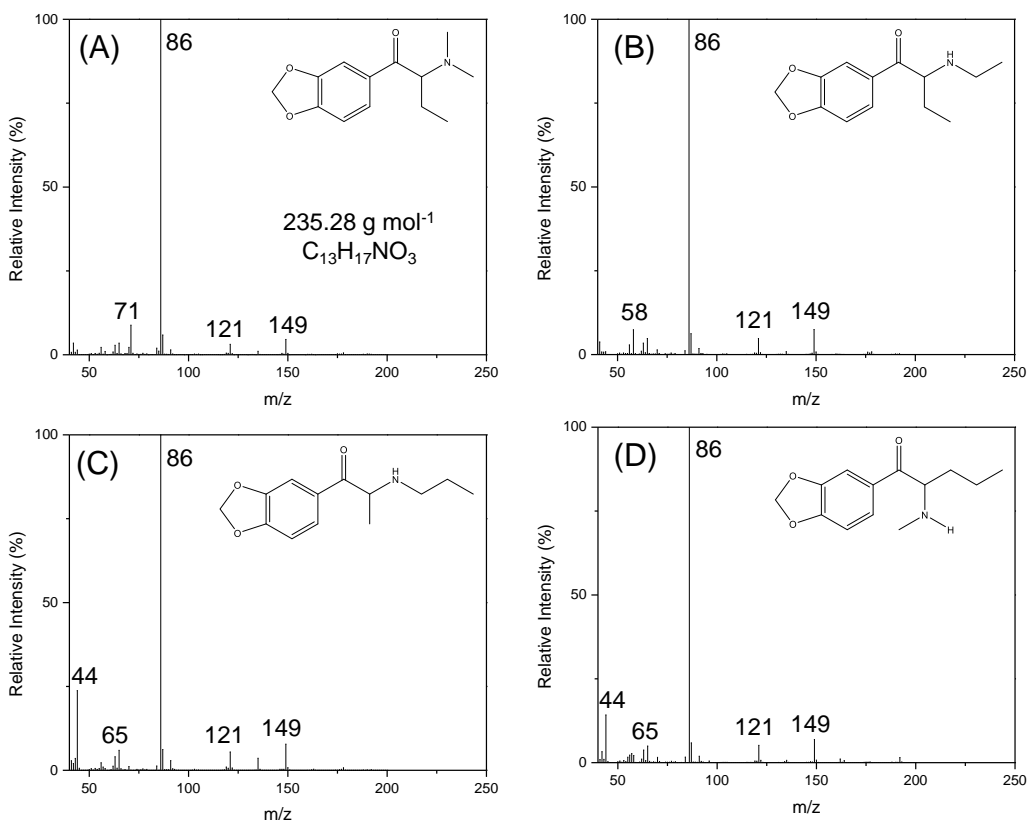 (A)
100
50
0
Relative Intensity (%)
86
71
121
149
235.28 g mol-1
C13H17NO3
O
N
O
O
50
100
150
200
250
m/z
(B)
100
50
0
Relative Intensity (%)
86
58
121
149
O
H
N
O
O
50
100
150
200
250
m/z
(C)
100
50
0
Relative Intensity (%)
86
44
65
121
149
O
H
N
O
O
50
100
150
200
250
m/z
(D)
100
50
0
Relative Intensity (%)
86
44
65
121
149
O
N
H
O
O
50
100
150
200
250
m/z